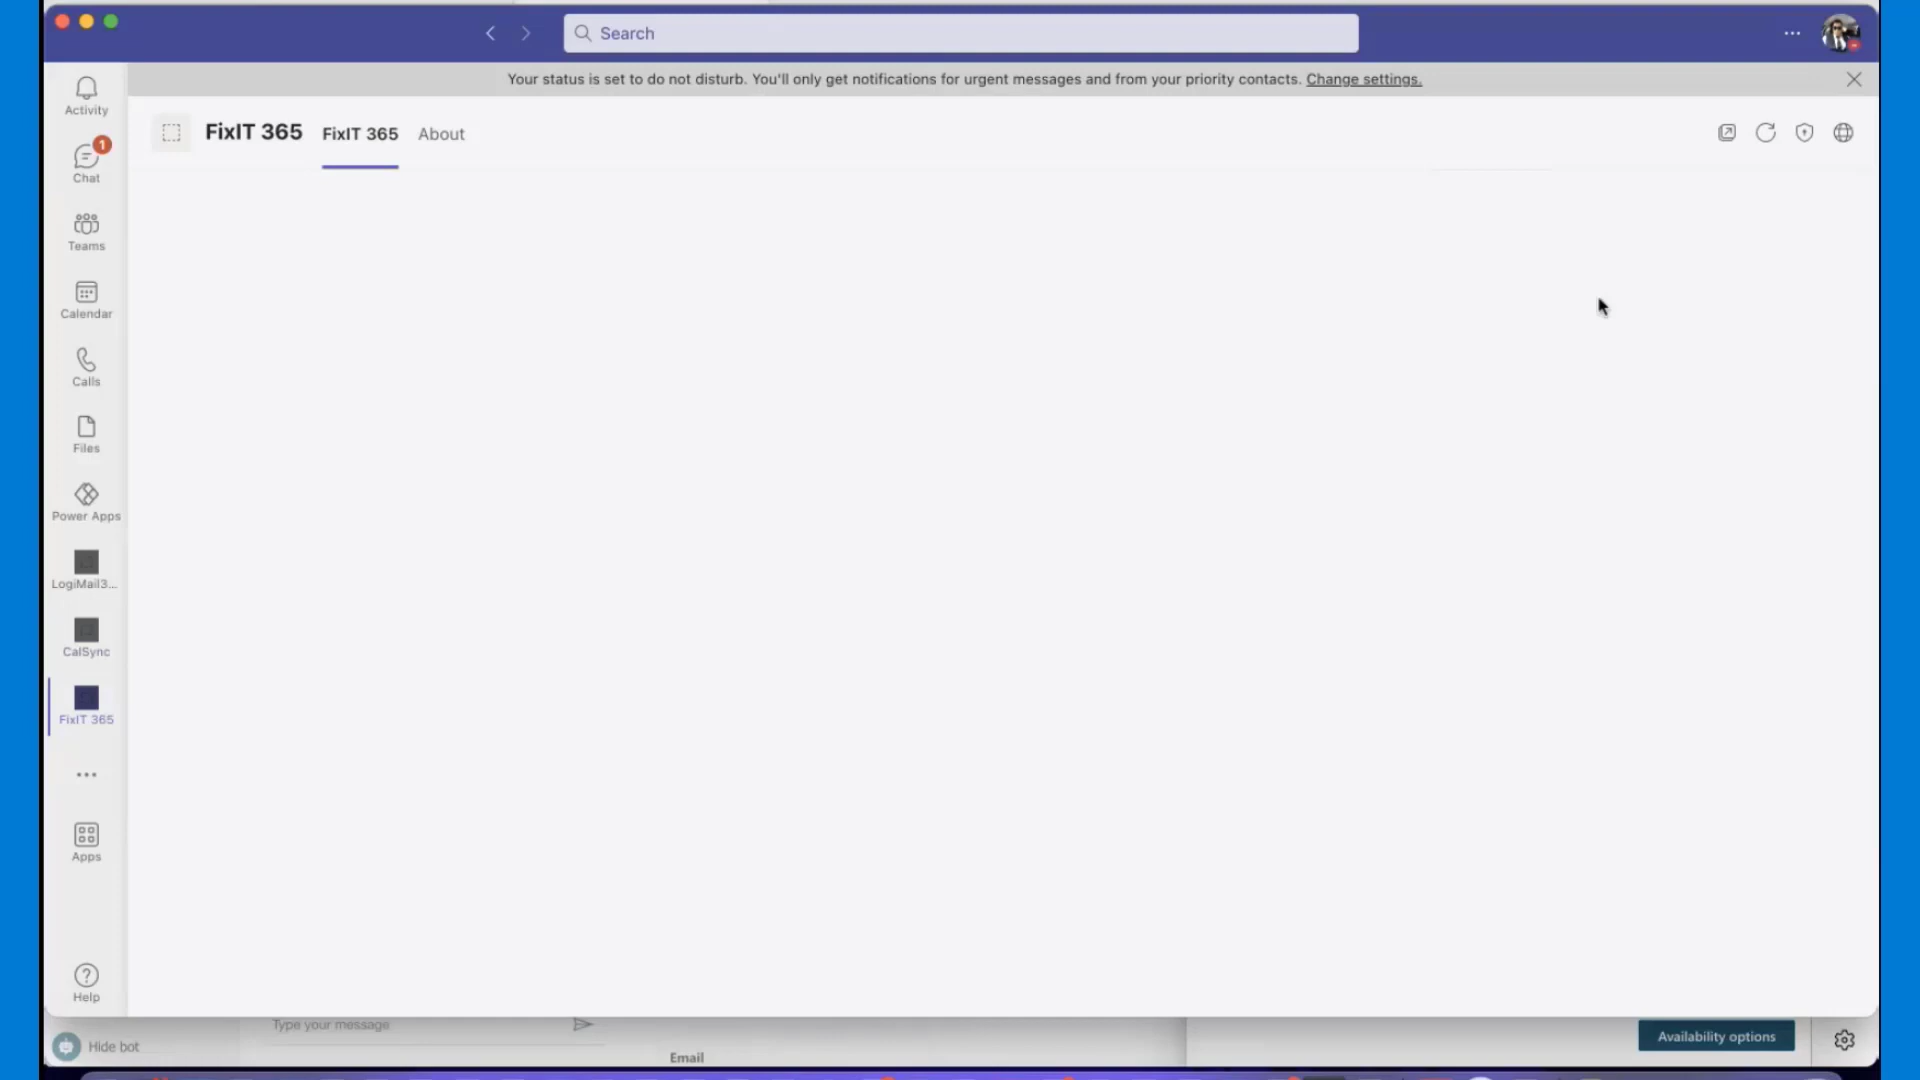 Search
Your status is set to do not disturb. You'll only get notifications for urgent messages and from your priority contacts. Change settings.
Activity
FixIT 365 FixIT 365 About
1
Chat
Teams
Calendar
Calls
Files
Power Apps
LogiMail3...
CalSync
FixIT 365
Apps
Help
Type your message
Hide bot
Email
Availability options